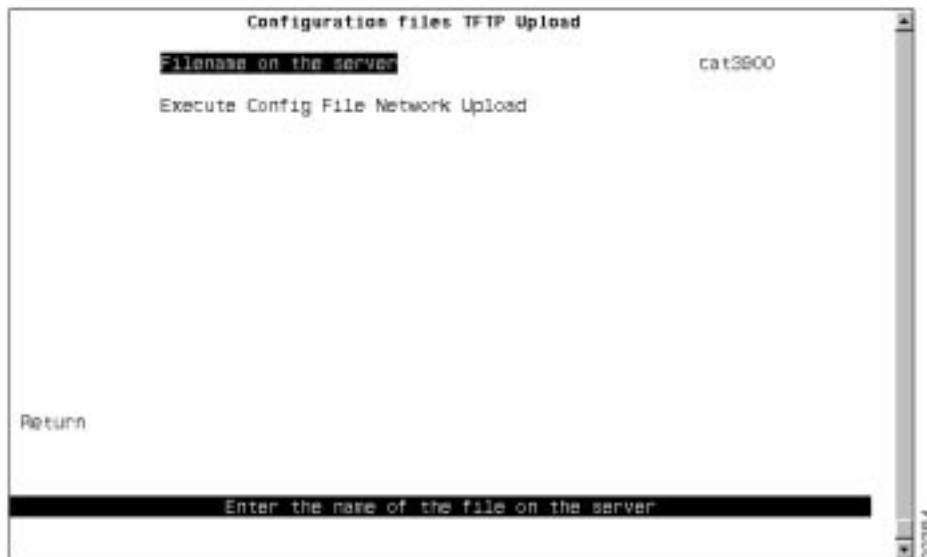 Configuration files TFTP Upload
Filename on the server cat3900
Execute Config File Network Upload
Return
Enter the name of the file on the server